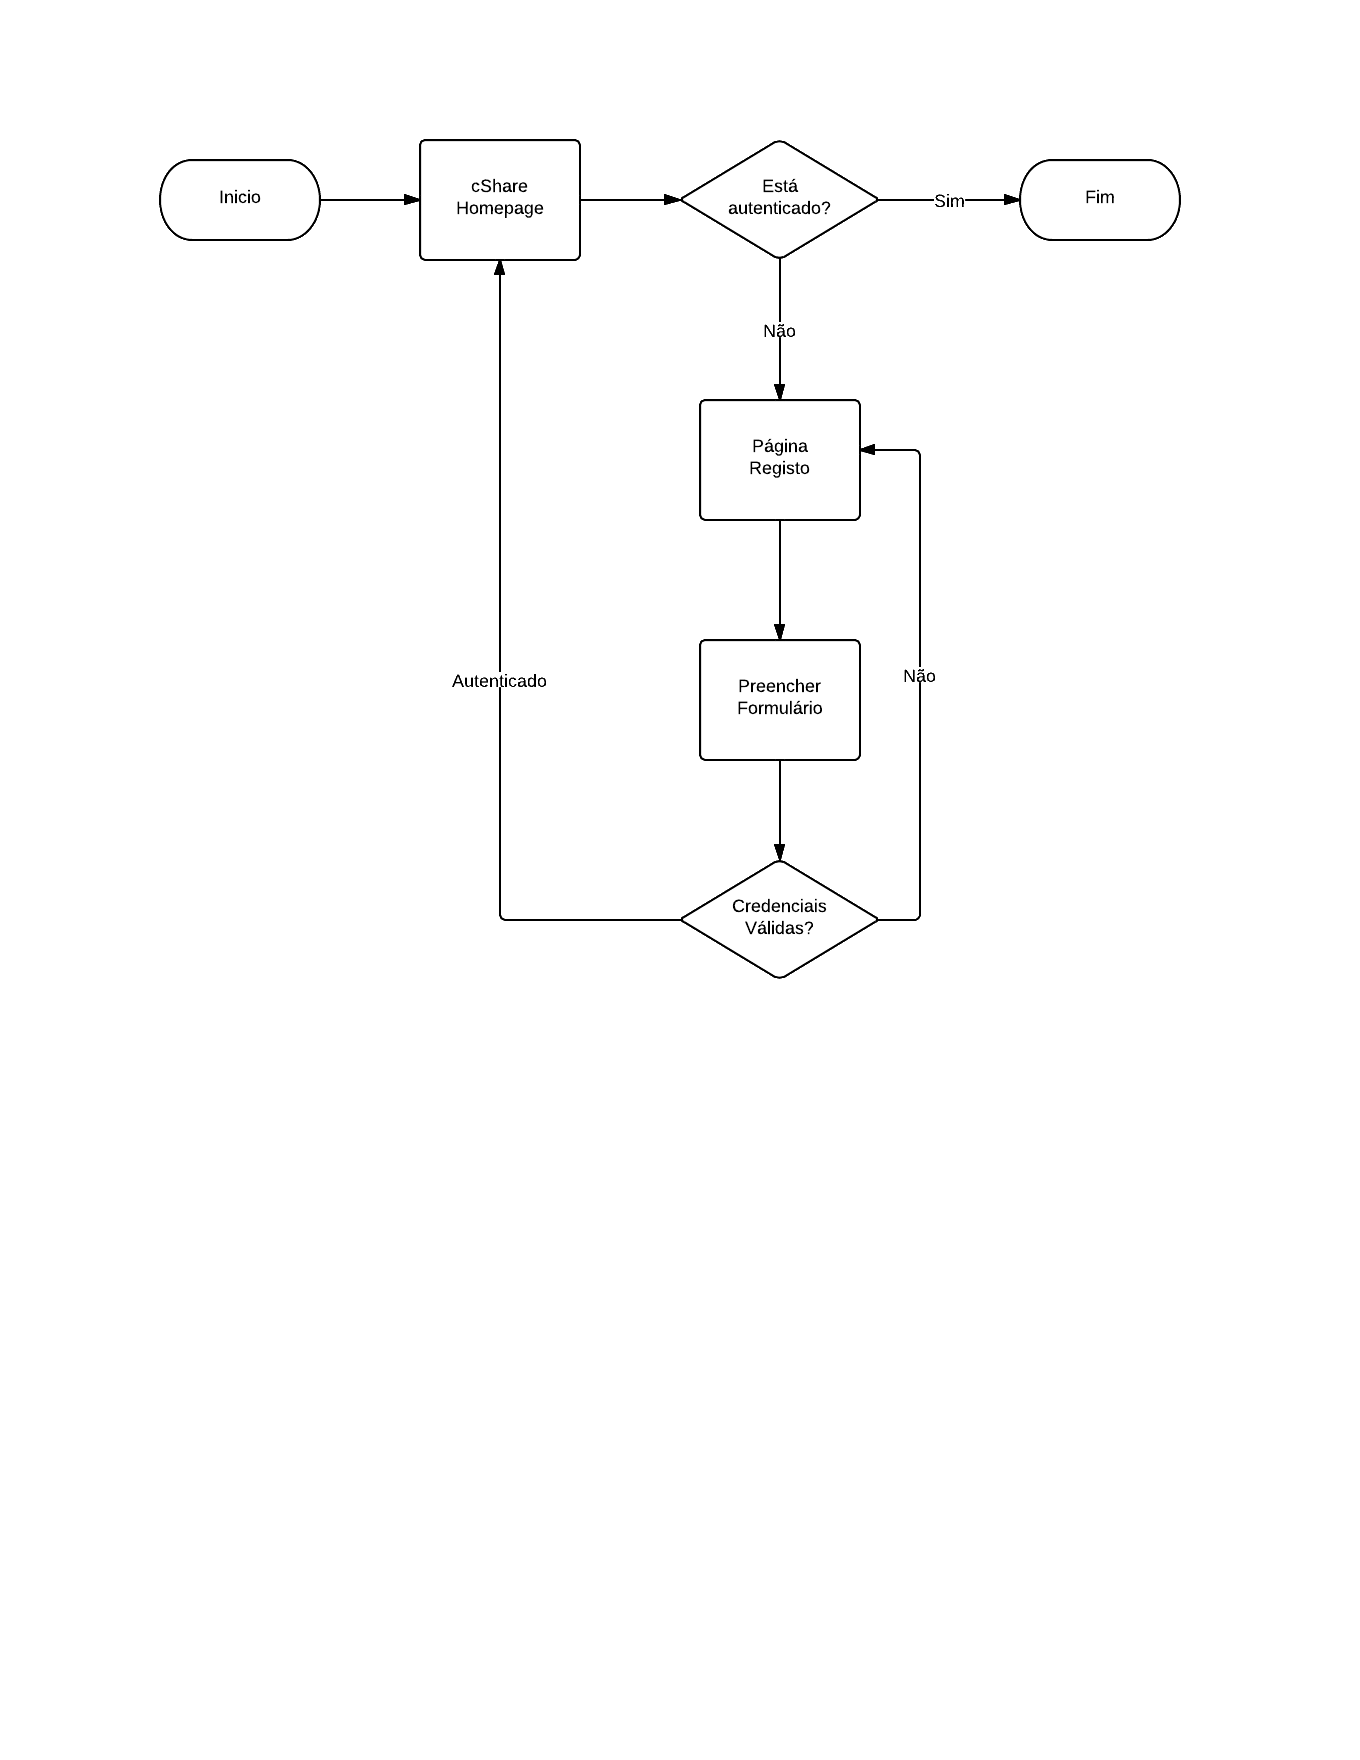 Inicio
cShare
Homepage
Está
autenticado?
Sim
Fim
Não
Página
Registo
Não
Autenticado
Preencher
Formulário
Credenciais
Válidas?